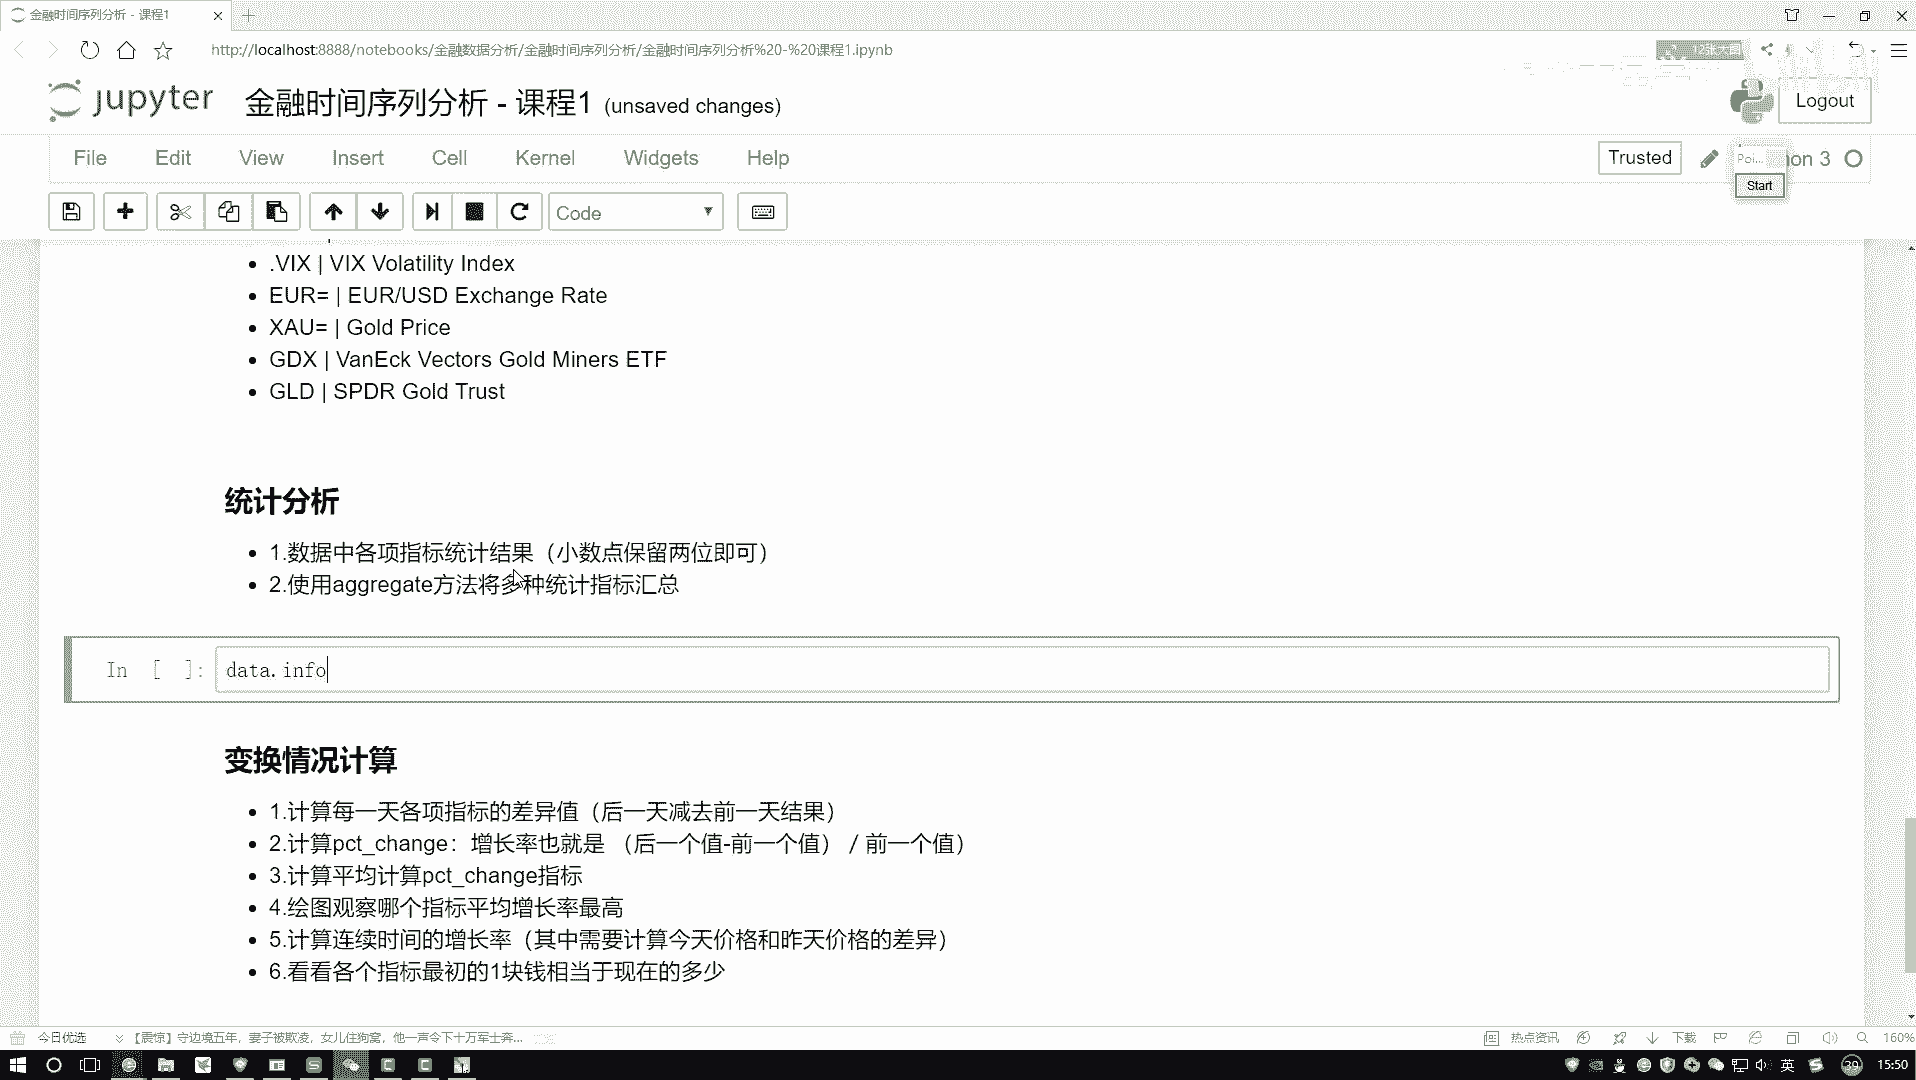 金融时间序列分析 - 课程1
http://localhost:8888/notebooks/金融数据分析/金融时间序列分析/金融时间序列分析%20-%20课程1.ipynb
12张大图
jupyter 金融时间序列分析 - 课程1 (unsaved changes)
Logout
File Edit View Insert Cell Kernel Widgets Help
Trusted
Poi... hon 3
Start
Code
.VIX | VIX Volatility Index
EUR= | EUR/USD Exchange Rate
XAU= | Gold Price
GDX | VanEck Vectors Gold Miners ETF
GLD | SPDR Gold Trust
统计分析
1.数据中各项指标统计结果（小数点保留两位即可）
2.使用aggregate方法将多种统计指标汇总
In [ ]: data.info
变换情况计算
1.计算每一天各项指标的差异值（后一天减去前一天结果）
2.计算pct_change：增长率也就是 （后一个值-前一个值） / 前一个值）
3.计算平均计算pct_change指标
4.绘图观察哪个指标平均增长率最高
5.计算连续时间的增长率（其中需要计算今天价格和昨天价格的差异）
6.看看各个指标最初的1块钱相当于现在的多少
今日优选 【震惊】守边境五年，妻子被欺凌，女儿住狗窝，他一声令下十万军士奔...
热点资讯 下载 160%
英 39 15:50